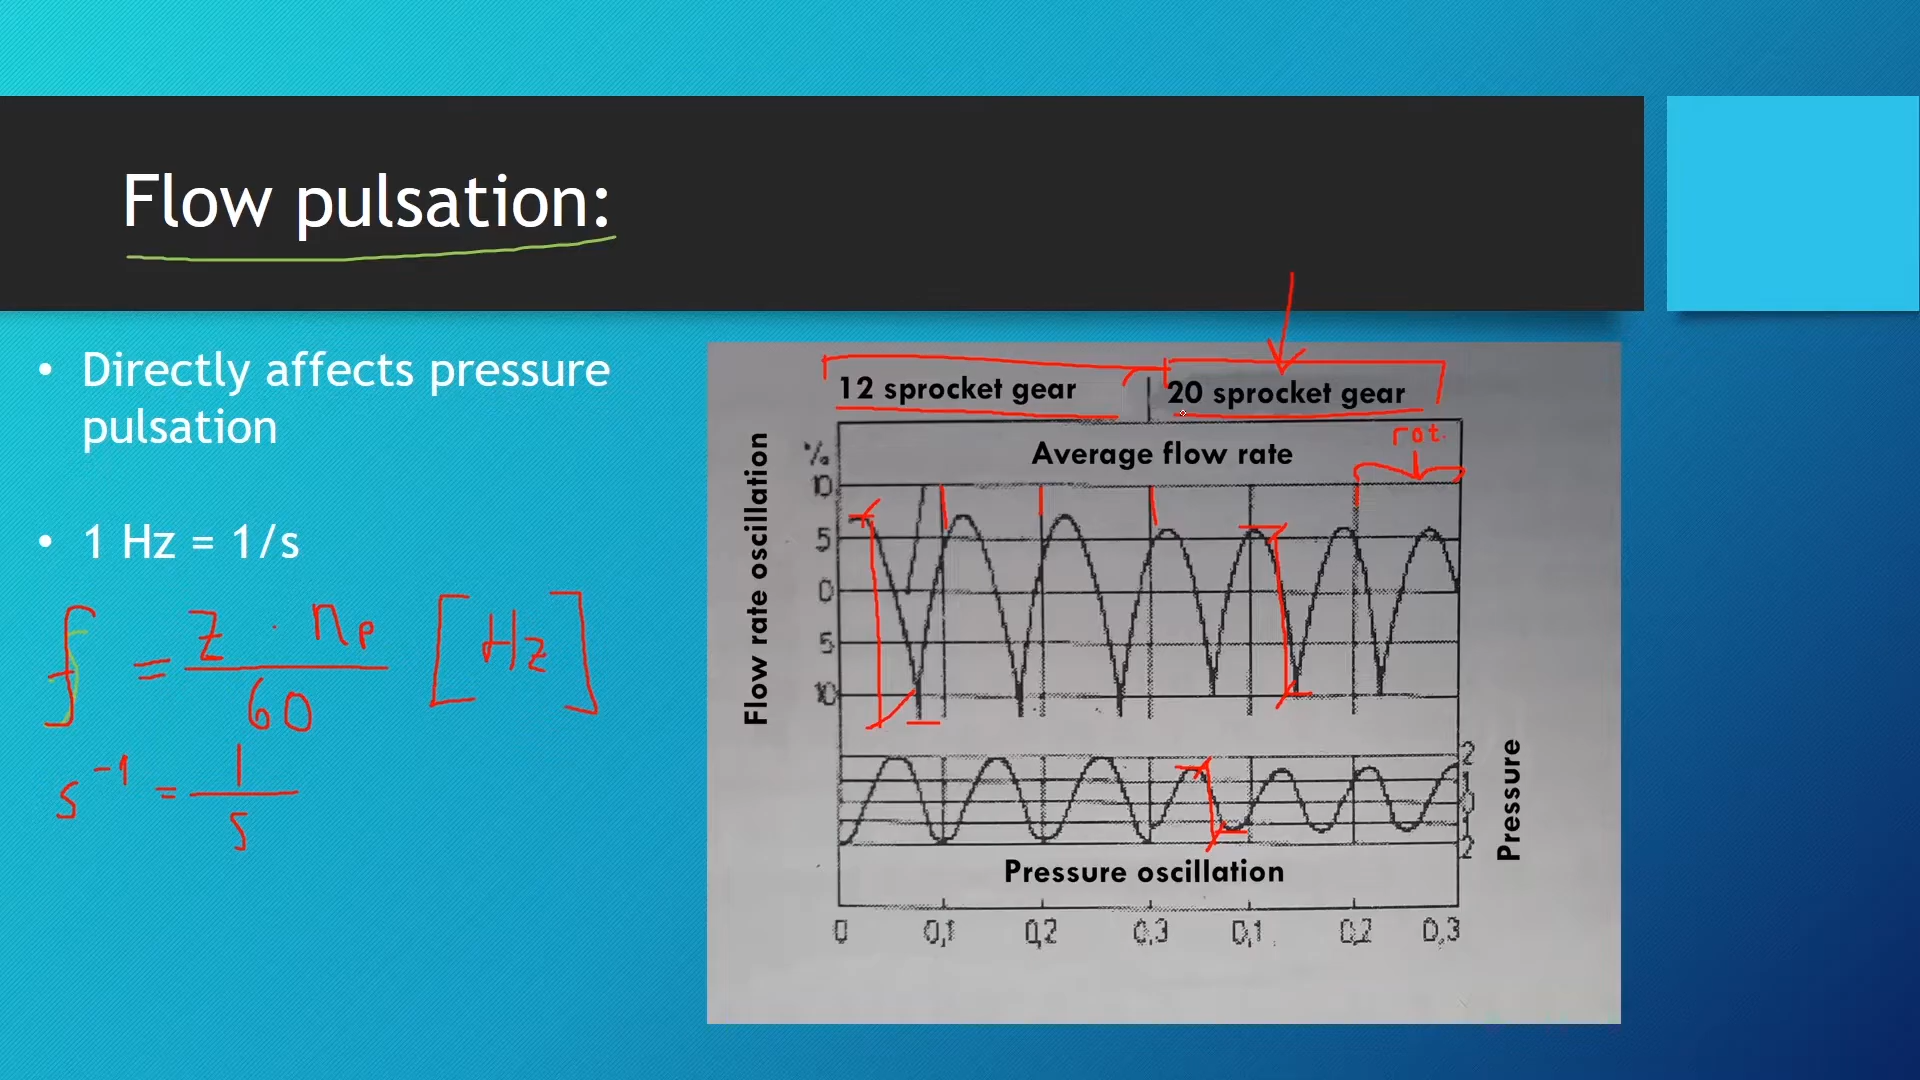 Flow pulsation:
• Directly affects pressure
pulsation
• 1 Hz = 1/s
f = z · np / 60 [Hz]
s⁻¹ = 1/s
12 sprocket gear
20 sprocket gear
rot.
Average flow rate
%
10
5
0
5
10
Flow rate oscillation
2
1
0
1
2
Pressure
Pressure oscillation
0 0,1 0,2 0,3 0,1 0,2 0,3